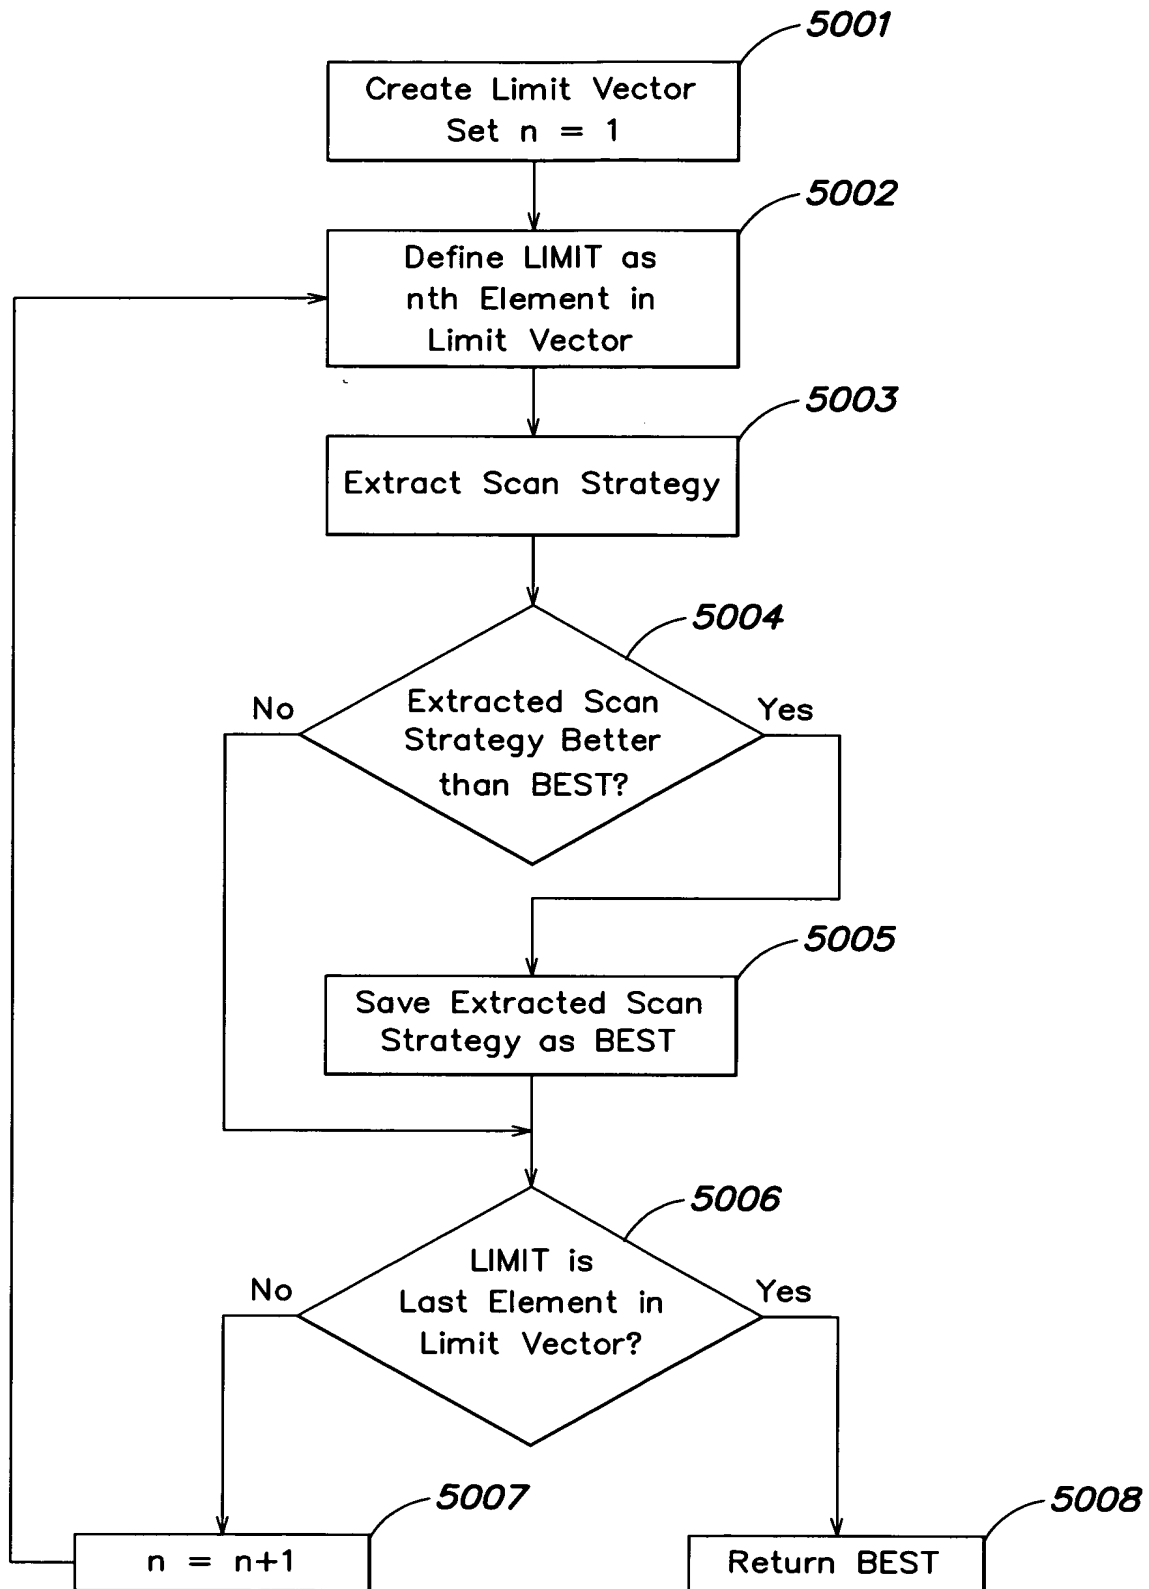 5001
Create Limit Vector
Set n = 1
5002
Define LIMIT as
nth Element in
Limit Vector
5003
Extract Scan Strategy
5004
No
Extracted Scan
Strategy Better
than BEST?
Yes
5005
Save Extracted Scan
Strategy as BEST
5006
No
LIMIT is
Last Element in
Limit Vector?
Yes
5007
n = n+1
5008
Return BEST